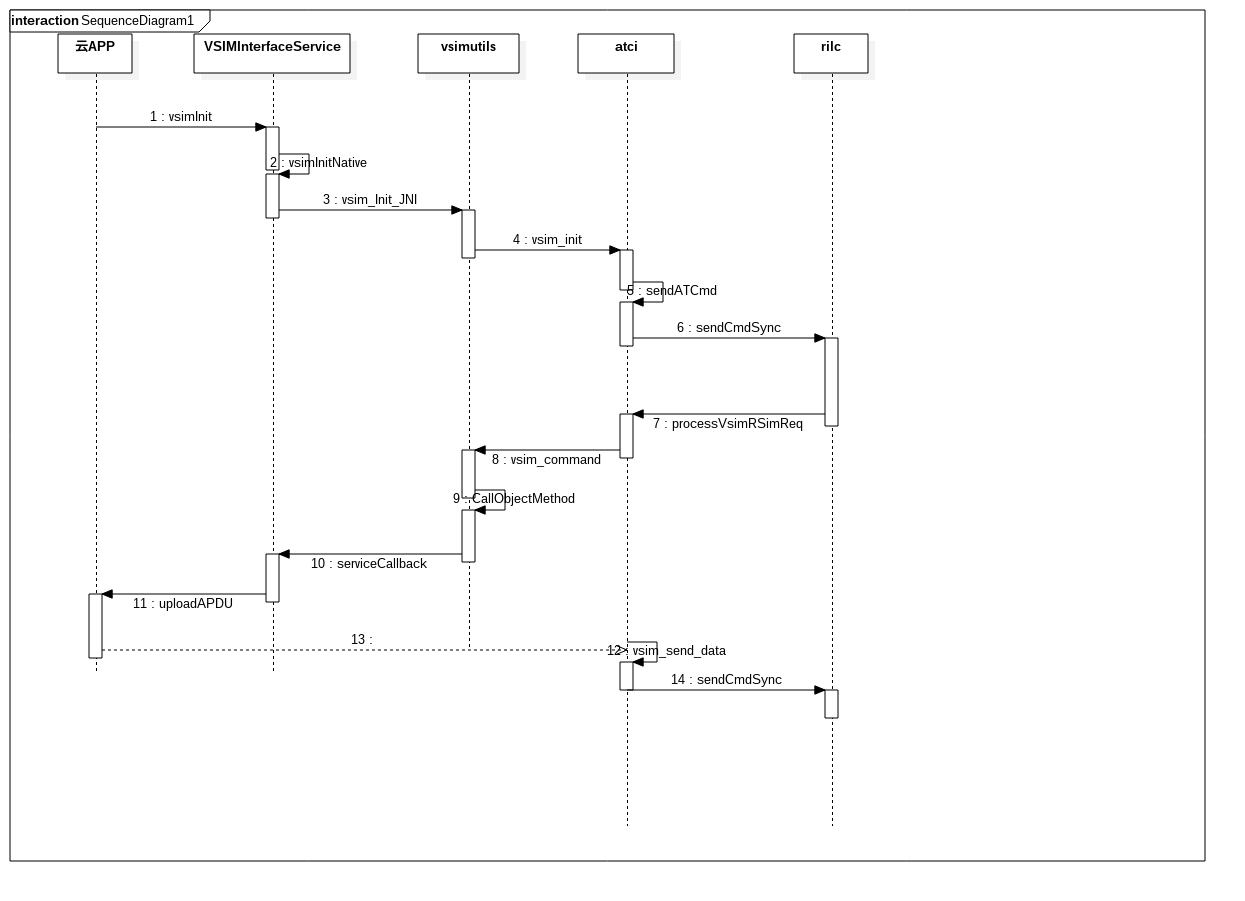 interaction SequenceDiagram1
云APP
VSIMInterfaceService
vsimutils
atci
rilc
1 : vsimInit
2 : vsimInitNative
3 : vsim_Init_JNI
4 : vsim_init
5 : sendATCmd
6 : sendCmdSync
7 : processVsimRSimReq
8 : vsim_command
9 : CallObjectMethod
10 : serviceCallback
11 : uploadAPDU
13 :
12 : vsim_send_data
14 : sendCmdSync